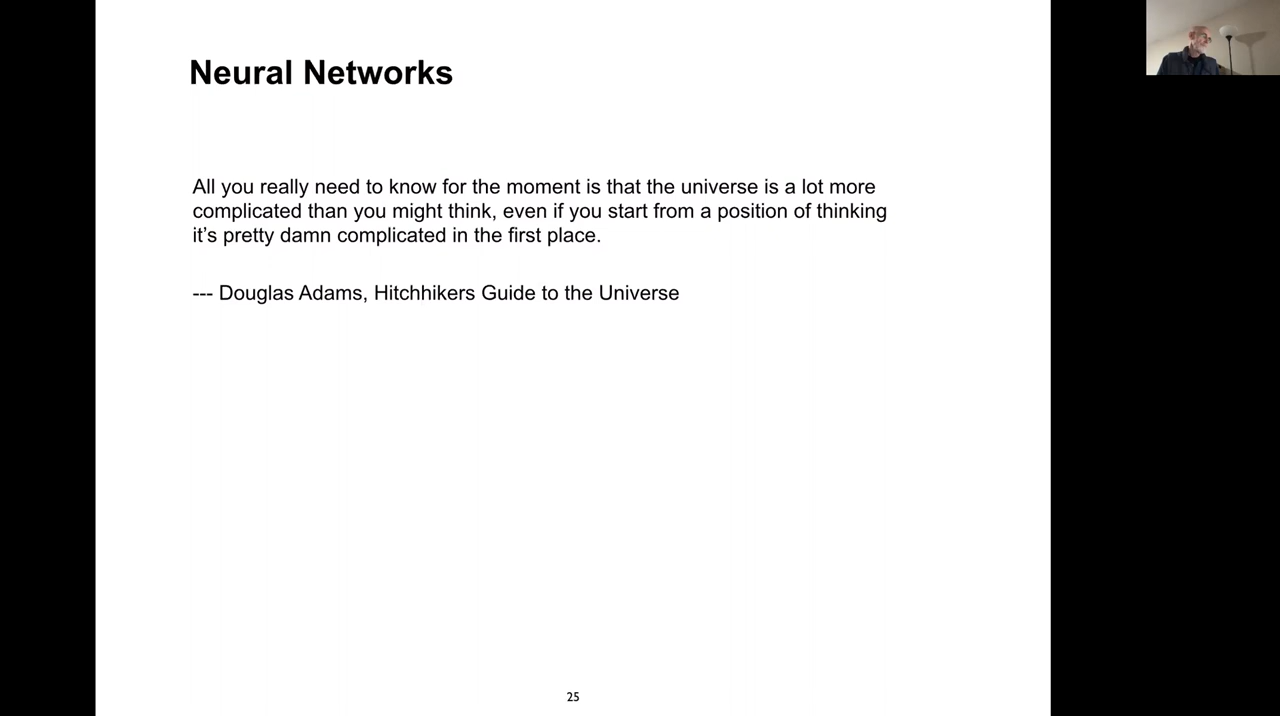 Neural Networks
All you really need to know for the moment is that the universe is a lot more
complicated than you might think, even if you start from a position of thinking
it’s pretty damn complicated in the first place.
--- Douglas Adams, Hitchhikers Guide to the Universe
25